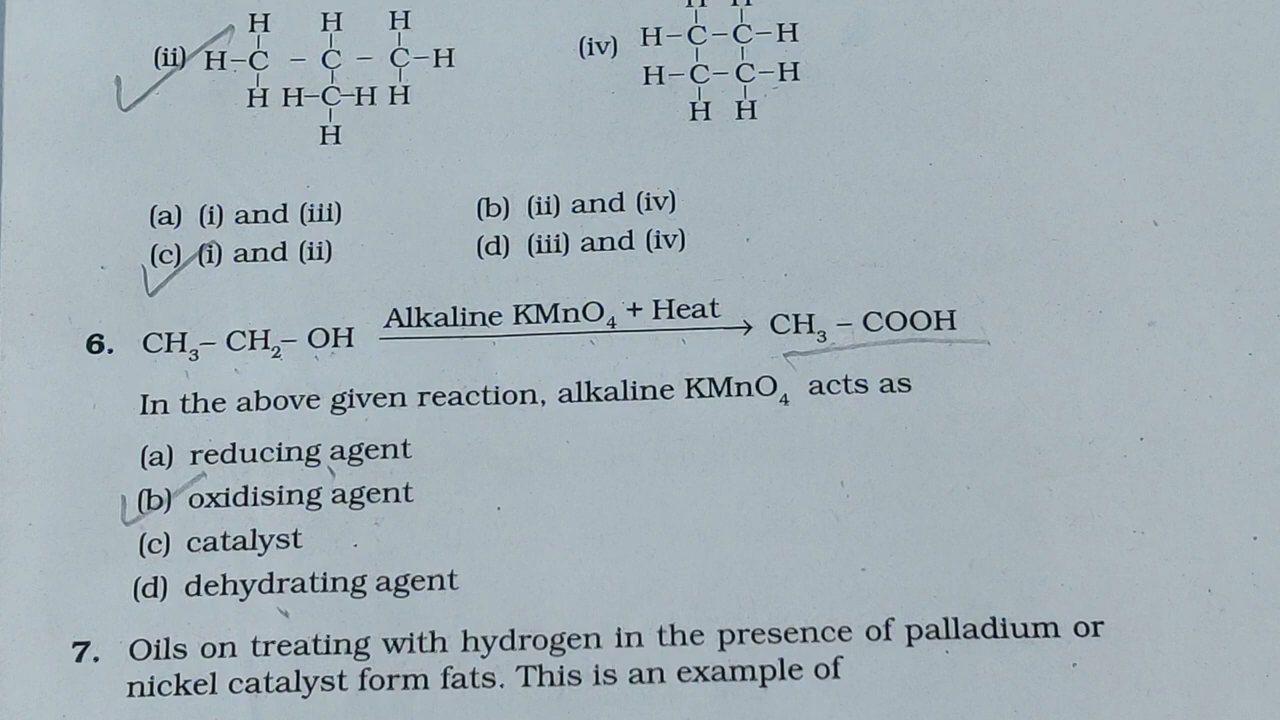 H H H
(ii) H–C – C – C–H
H H–C–H H
H
(iv) H–C–C–H
H–C–C–H
H H
(a) (i) and (iii)
(b) (ii) and (iv)
(c) (i) and (ii)
(d) (iii) and (iv)
6. CH₃– CH₂– OH Alkaline KMnO₄ + Heat → CH₃ – COOH
In the above given reaction, alkaline KMnO₄ acts as
(a) reducing agent
(b) oxidising agent
(c) catalyst
(d) dehydrating agent
7. Oils on treating with hydrogen in the presence of palladium or
nickel catalyst form fats. This is an example of